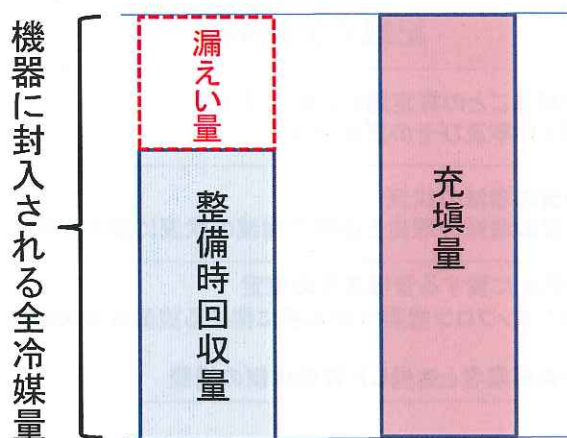 機器に封入される全冷媒量
漏えい量
整備時回収量
充塡量